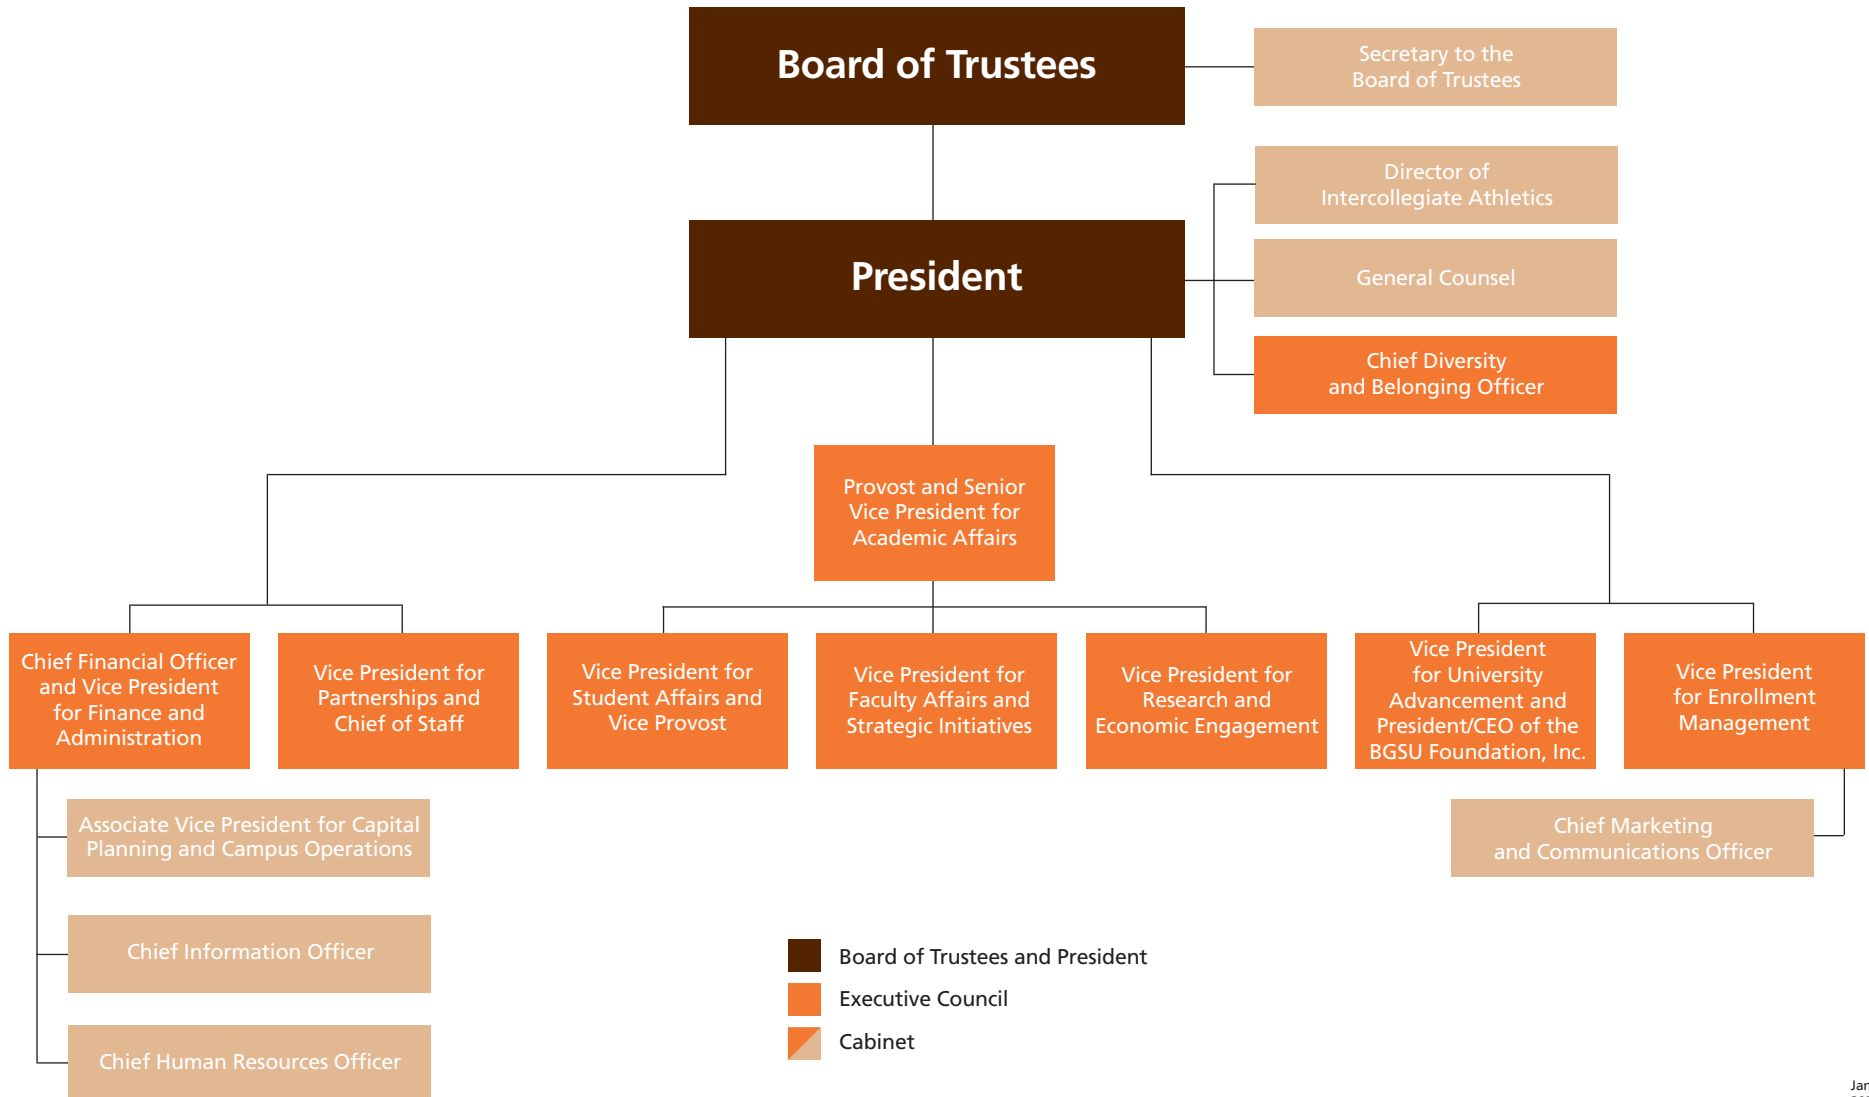 Board of Trustees
Secretary to the
Board of Trustees
Director of
Intercollegiate Athletics
President
General Counsel
Chief Diversity
and Belonging Officer
Provost and Senior
Vice President for
Academic Affairs
Chief Financial Officer
and Vice President
for Finance and
Administration
Vice President for
Partnerships and
Chief of Staff
Vice President for
Student Affairs and
Vice Provost
Vice President for
Faculty Affairs and
Strategic Initiatives
Vice President for
Research and
Economic Engagement
Vice President
for University
Advancement and
President/CEO of the
BGSU Foundation, Inc.
Vice President
for Enrollment
Management
Associate Vice President for Capital
Planning and Campus Operations
Chief Marketing
and Communications Officer
Chief Information Officer
Chief Human Resources Officer
Board of Trustees and President
Executive Council
Cabinet
Jan